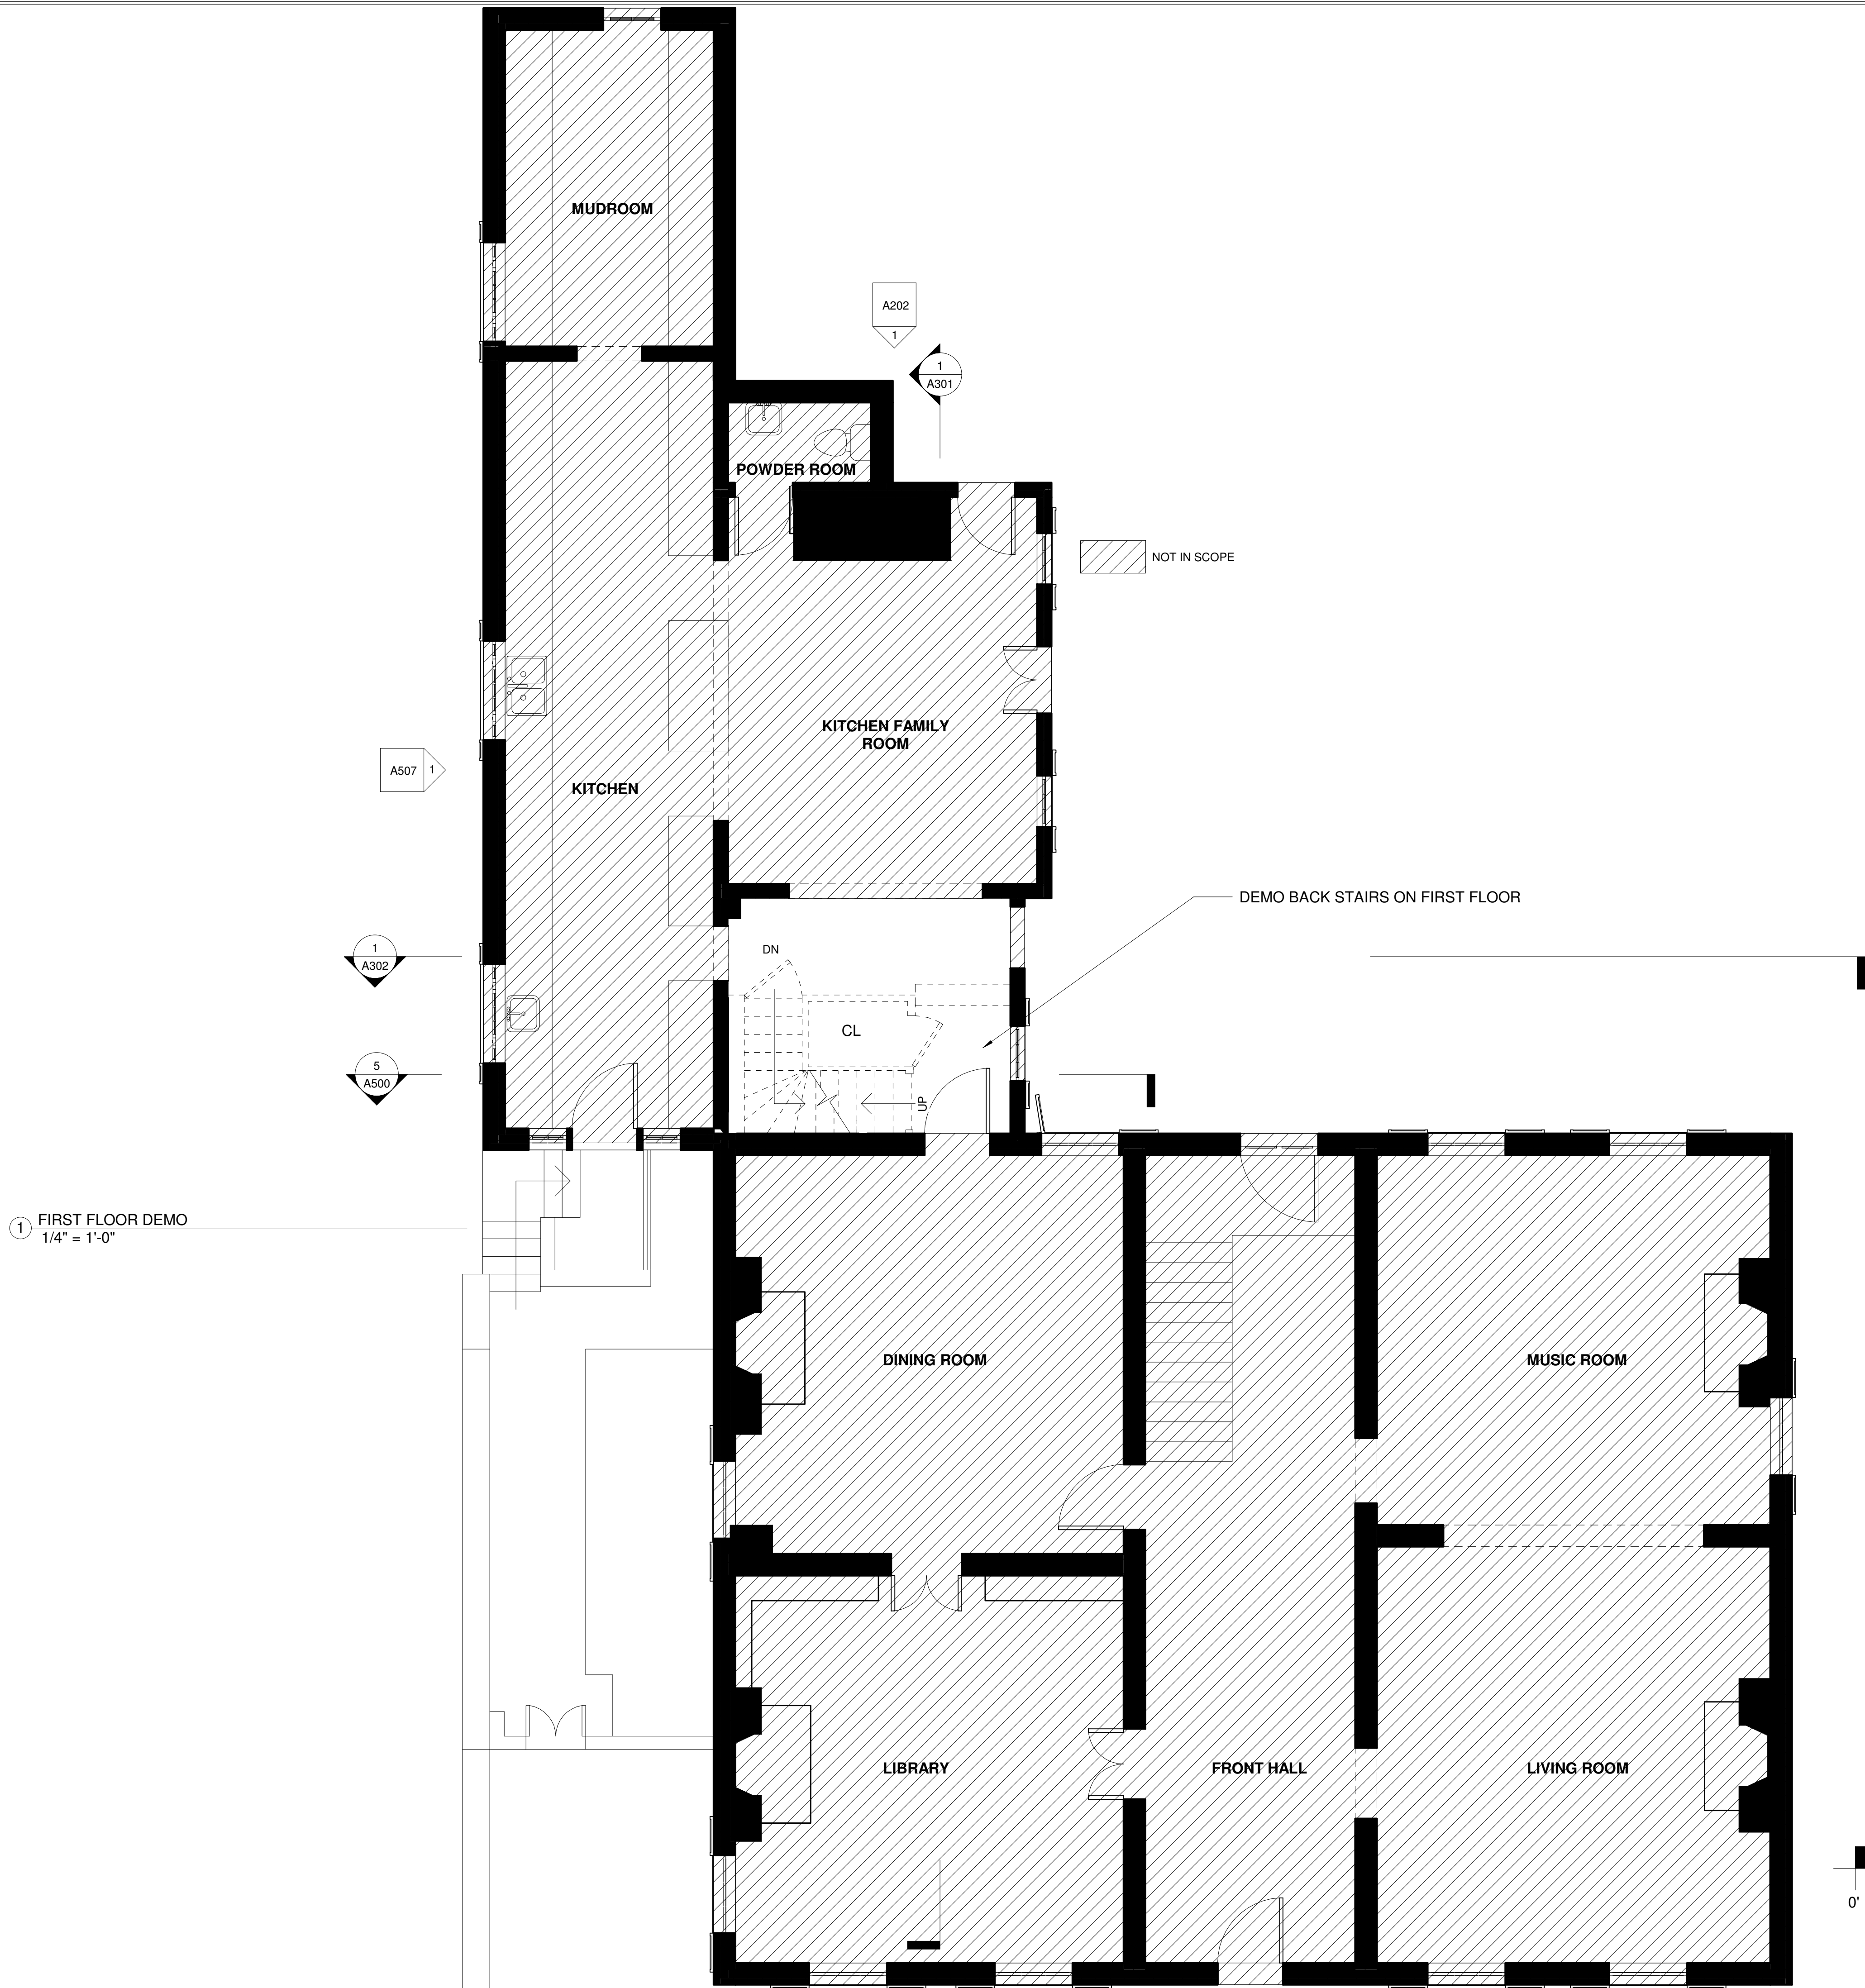 MUDROOM
A202
1
1
A301
POWDER ROOM
NOT IN SCOPE
KITCHEN FAMILY
ROOM
A507
1
KITCHEN
DEMO BACK STAIRS ON FIRST FLOOR
DN
1
A302
CL
5
A500
UP
1
FIRST FLOOR DEMO
1/4" = 1'-0"
DINING ROOM
MUSIC ROOM
LIBRARY
FRONT HALL
LIVING ROOM
0'